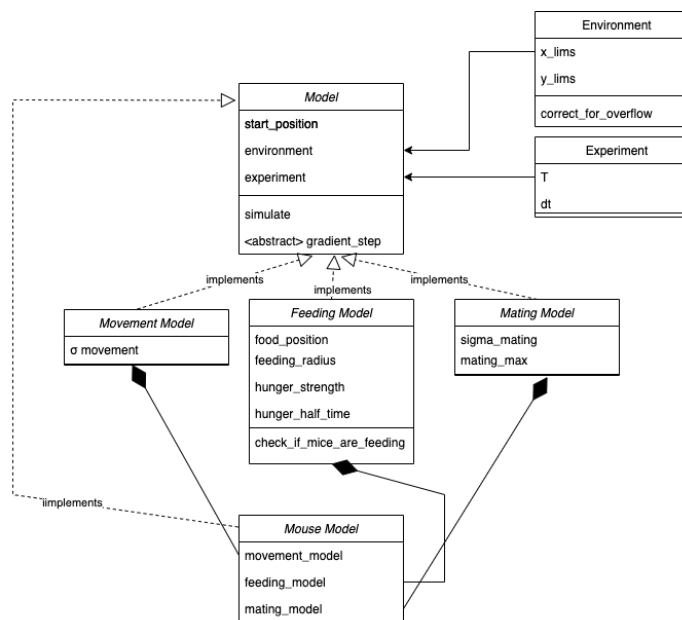 Environment
x_lims
y_lims
correct_for_overflow
Model
start_position
environment
experiment
simulate
<abstract> gradient_step
Experiment
T
dt
implements
implements
implements
Movement Model
σ movement
Feeding Model
food_position
feeding_radius
hunger_strength
hunger_half_time
check_if_mice_are_feeding
Mating Model
sigma_mating
mating_max
iimplements
Mouse Model
movement_model
feeding_model
mating_model